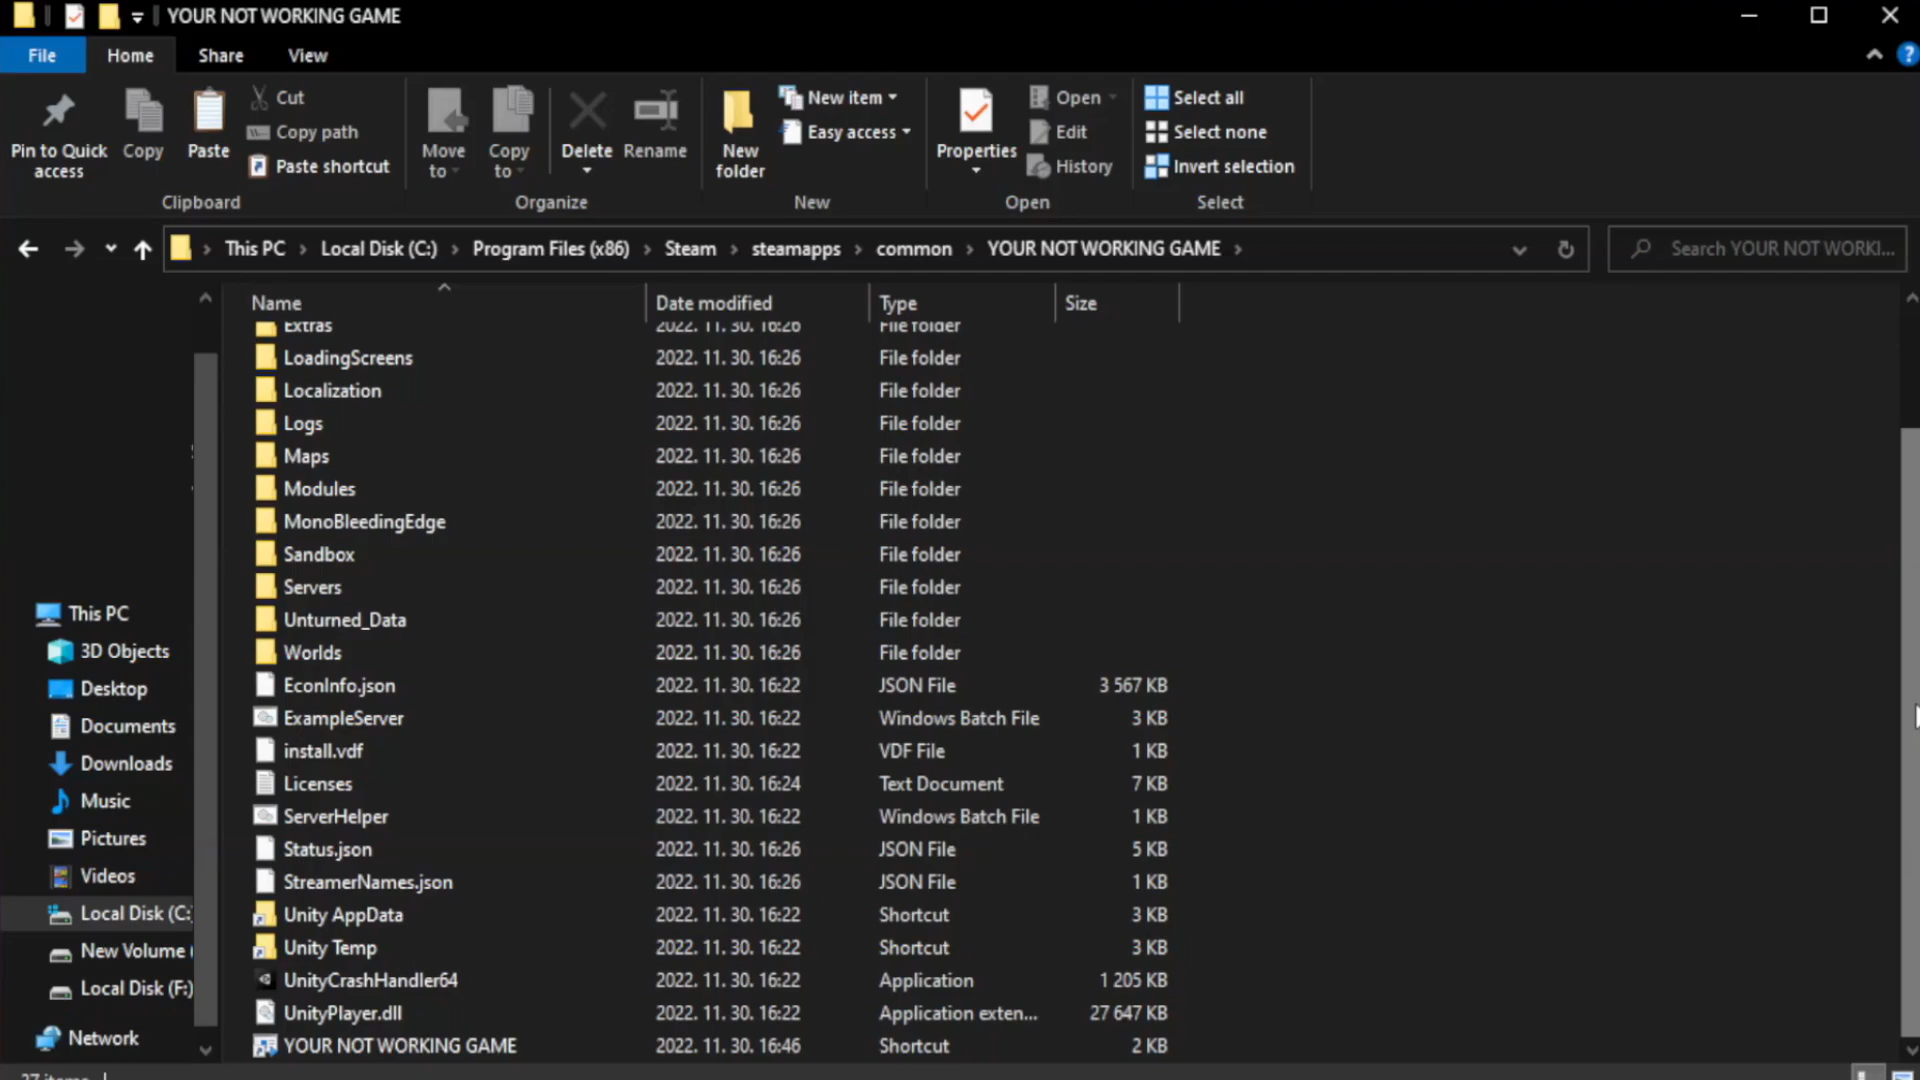 YOUR NOT WORKING GAME
File Home Share View
Pin to Quick access
Copy
Paste
Cut
Copy path
Paste shortcut
Clipboard
Move to
Copy to
Delete
Rename
Organize
New folder
New item
Easy access
New
Properties
Open
Edit
History
Open
Select all
Select none
Invert selection
Select
This PC Local Disk (C:) Program Files (x86) Steam steamapps common YOUR NOT WORKING GAME
Search YOUR NOT WORKI...
Name Date modified Type Size
Extras 2022. 11. 30. 16:26 File folder
LoadingScreens 2022. 11. 30. 16:26 File folder
Localization 2022. 11. 30. 16:26 File folder
Logs 2022. 11. 30. 16:26 File folder
Maps 2022. 11. 30. 16:26 File folder
Modules 2022. 11. 30. 16:26 File folder
MonoBleedingEdge 2022. 11. 30. 16:26 File folder
Sandbox 2022. 11. 30. 16:26 File folder
Servers 2022. 11. 30. 16:26 File folder
Unturned_Data 2022. 11. 30. 16:26 File folder
Worlds 2022. 11. 30. 16:26 File folder
EconInfo.json 2022. 11. 30. 16:22 JSON File 3 567 KB
ExampleServer 2022. 11. 30. 16:22 Windows Batch File 3 KB
install.vdf 2022. 11. 30. 16:22 VDF File 1 KB
Licenses 2022. 11. 30. 16:24 Text Document 7 KB
ServerHelper 2022. 11. 30. 16:22 Windows Batch File 1 KB
Status.json 2022. 11. 30. 16:26 JSON File 5 KB
StreamerNames.json 2022. 11. 30. 16:26 JSON File 1 KB
Unity AppData 2022. 11. 30. 16:22 Shortcut 3 KB
Unity Temp 2022. 11. 30. 16:22 Shortcut 3 KB
UnityCrashHandler64 2022. 11. 30. 16:22 Application 1 205 KB
UnityPlayer.dll 2022. 11. 30. 16:22 Application exten... 27 647 KB
YOUR NOT WORKING GAME 2022. 11. 30. 16:46 Shortcut 2 KB
This PC
3D Objects
Desktop
Documents
Downloads
Music
Pictures
Videos
Local Disk (C:)
New Volume (
Local Disk (F:)
Network
27 items